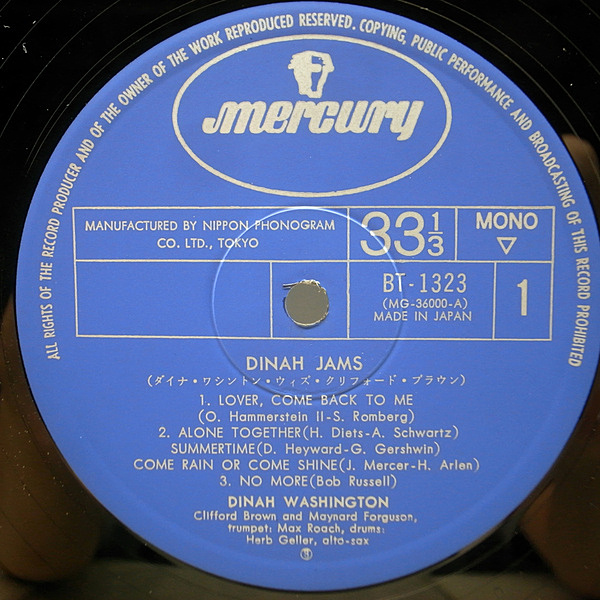 ALL RIGHTS OF THE RECORD PRODUCER AND OF THE OWNER OF THE WORK REPRODUCED RESERVED. COPYING, PUBLIC PERFORMANCE AND BROADCASTING OF THIS RECORD PROHIBITED
mercury
MANUFACTURED BY NIPPON PHONOGRAM
CO. LTD., TOKYO
33 1/3
MONO
▽
BT-1323
(MG-36000-A)
MADE IN JAPAN
1
DINAH JAMS
(ダイナ・ワシントン・ウィズ・クリフォード・ブラウン)
1. LOVER, COME BACK TO ME
(O. Hammerstein II-S. Romberg)
2. ALONE TOGETHER(H. Diets-A. Schwartz)
SUMMERTIME(D. Heyward-G. Gershwin)
COME RAIN OR COME SHINE(J. Mercer-H. Arlen)
3. NO MORE(Bob Russell)
DINAH WASHINGTON
Clifford Brown and Maynard Forguson,
trumpet: Max Roach, drums:
Herb Geller, alto-sax